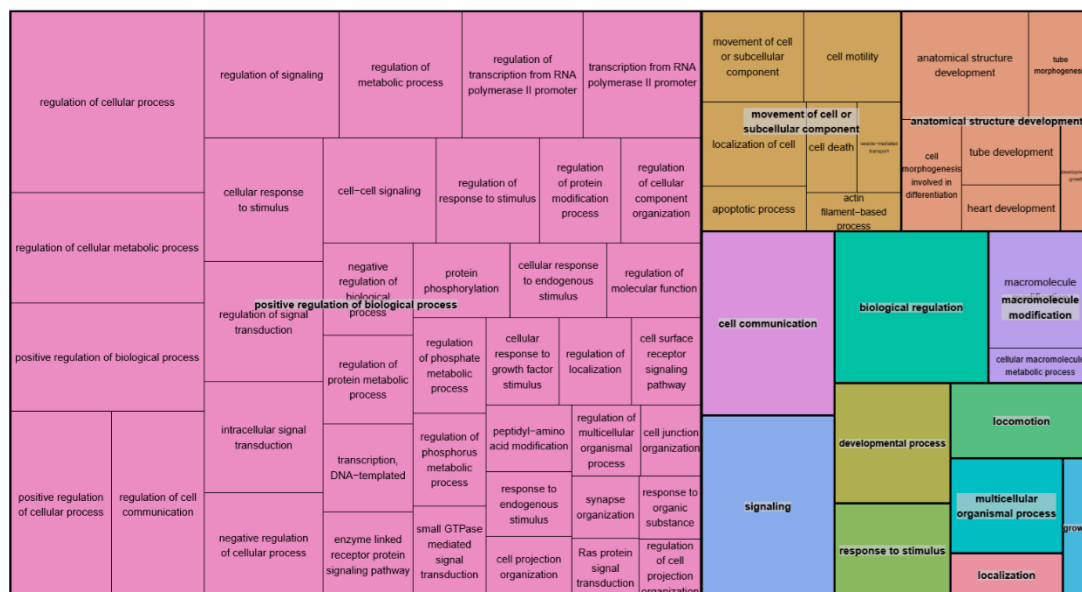 regulation of cellular process
regulation of cellular metabolic process
positive regulation of biological process
positive regulation
of cellular process
regulation of cell
communication
regulation of signaling
regulation of
metabolic process
regulation of
transcription from RNA
polymerase II promoter
transcription from RNA
polymerase II promoter
cellular response
to stimulus
cell−cell signaling
regulation of
response to stimulus
regulation
of protein
modification
process
regulation
of cellular
component
organization
regulation of signal
transduction
negative
regulation of
biological
process
protein
phosphorylation
cellular response
to endogenous
stimulus
regulation of
molecular function
positive regulation of biological process
regulation of
protein metabolic
process
regulation
of phosphate
metabolic
process
cellular
response to
growth factor
stimulus
regulation of
localization
cell surface
receptor
signaling
pathway
intracellular signal
transduction
transcription,
DNA−templated
regulation of
phosphorus
metabolic
process
peptidyl−amino
acid modification
regulation of
multicellular
organismal
process
cell junction
organization
response to
endogenous
stimulus
synapse
organization
response to
organic
substance
negative regulation
of cellular process
enzyme linked
receptor protein
signaling pathway
small GTPase
mediated
signal
transduction
cell projection
organization
Ras protein
signal
transduction
regulation
of cell
projection
organization
movement of cell
or subcellular
component
cell motility
movement of cell or
subcellular component
localization of cell
cell death
vesicle−mediated
transport
apoptotic process
actin
filament−based
process
anatomical structure
development
tube
morphogenesis
anatomical structure development
cell
morphogenesis
involved in
differentiation
tube development
heart development
growth
cell communication
biological regulation
macromolecule
macromolecule
modification
cellular macromolecule
metabolic process
signaling
developmental process
locomotion
response to stimulus
multicellular
organismal process
localization
grow